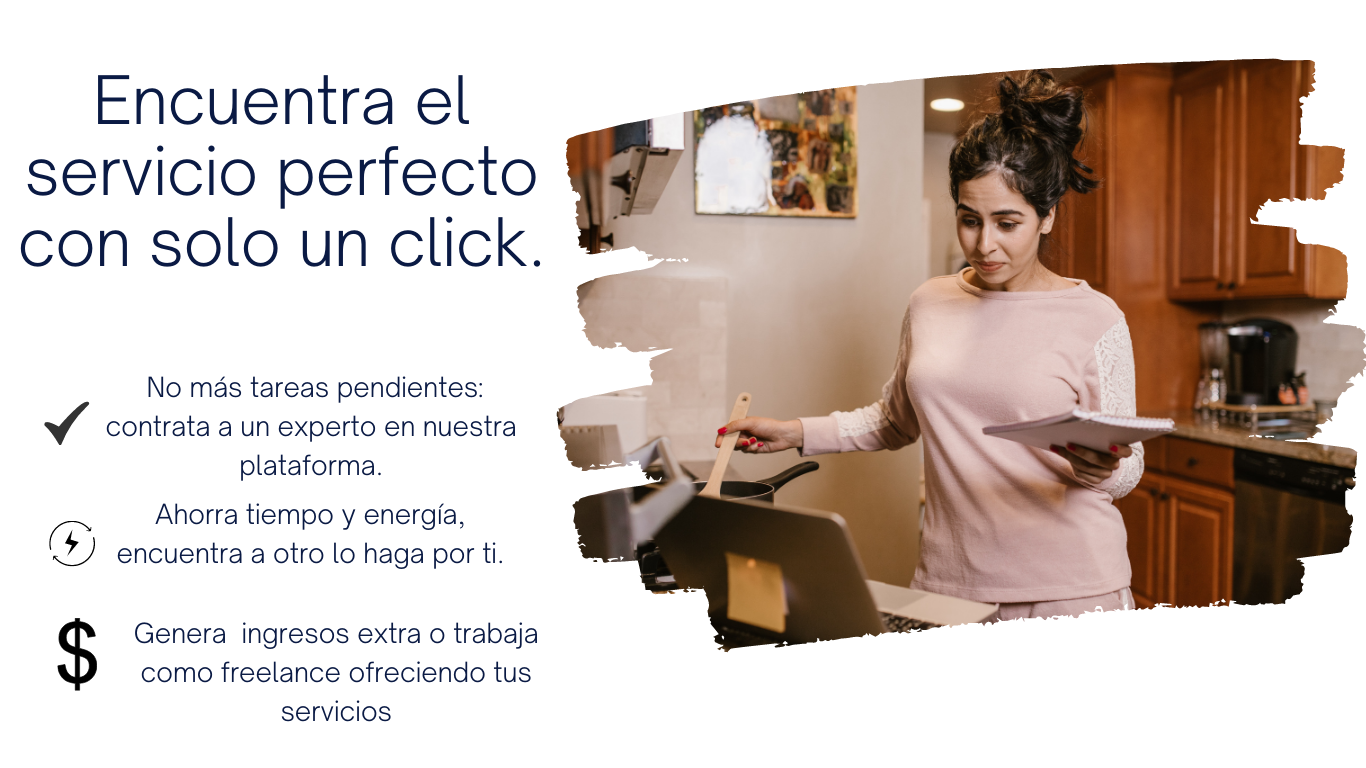 Encuentra el
servicio perfecto
con solo un click.
No más tareas pendientes:
contrata a un experto en nuestra
plataforma.
Ahorra tiempo y energía,
encuentra a otro lo haga por ti.
$
Genera ingresos extra o trabaja
como freelance ofreciendo tus
servicios